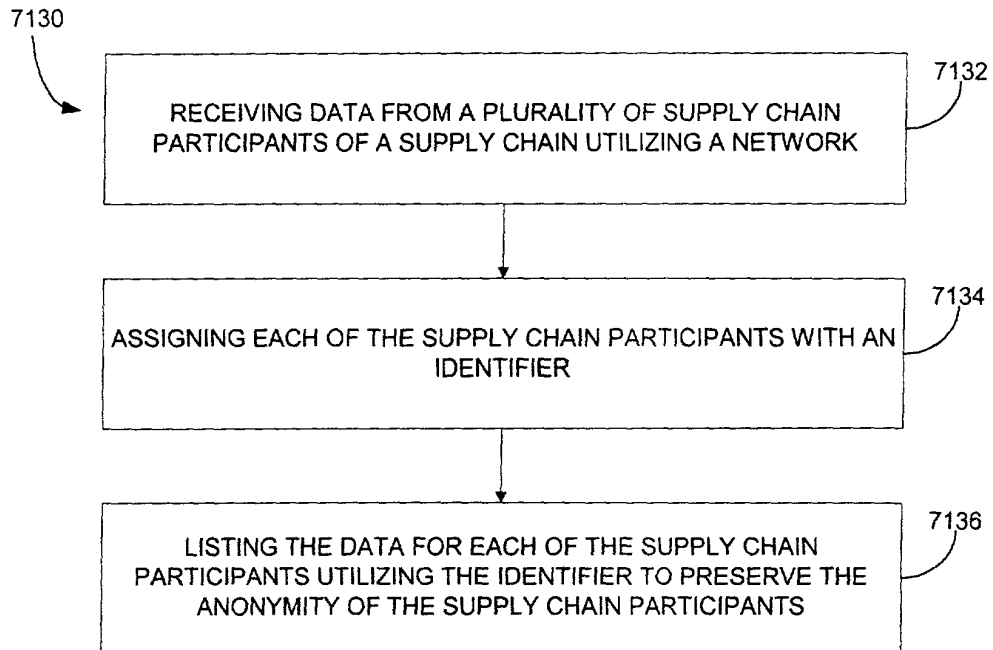 7130
7132
RECEIVING DATA FROM A PLURALITY OF SUPPLY CHAIN
PARTICIPANTS OF A SUPPLY CHAIN UTILIZING A NETWORK
7134
ASSIGNING EACH OF THE SUPPLY CHAIN PARTICIPANTS WITH AN
IDENTIFIER
7136
LISTING THE DATA FOR EACH OF THE SUPPLY CHAIN
PARTICIPANTS UTILIZING THE IDENTIFIER TO PRESERVE THE
ANONYMITY OF THE SUPPLY CHAIN PARTICIPANTS